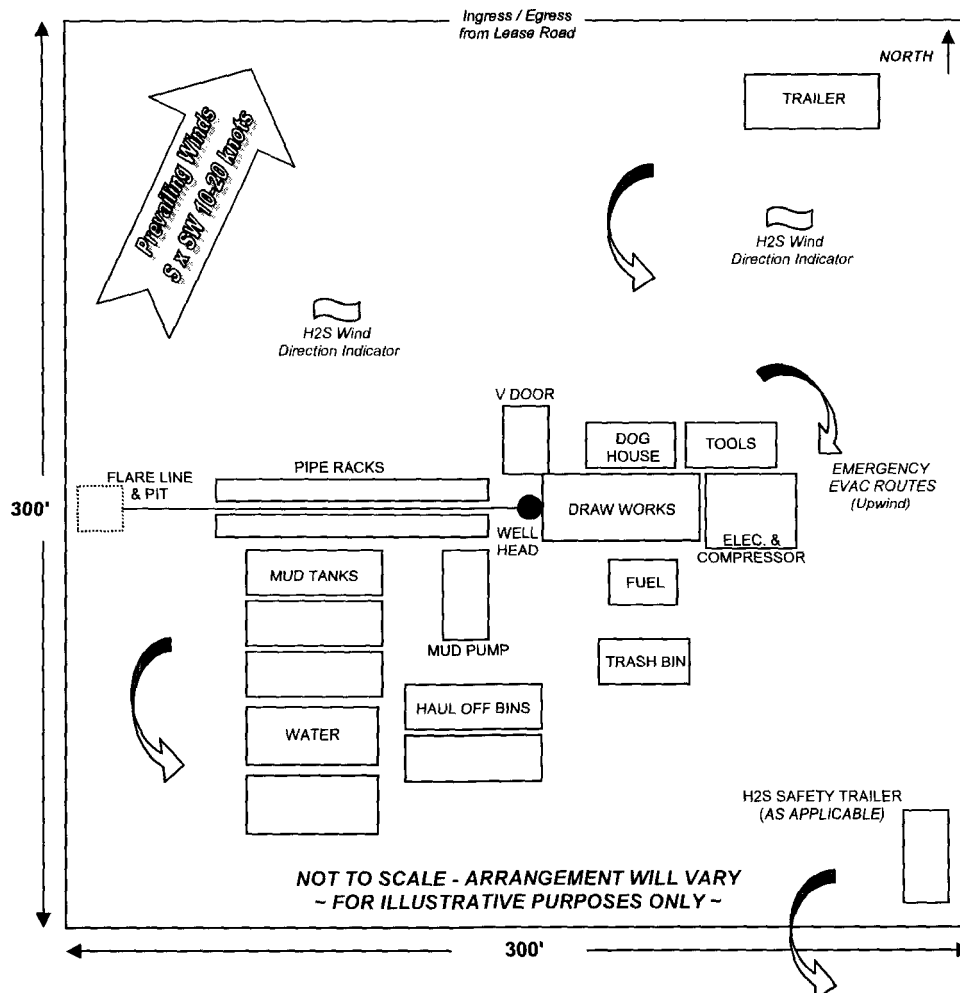 Ingress / Egress
from Lease Road
NORTH
TRAILER
Prevailing Winds
S x SW 10-20 knots
H2S Wind
Direction Indicator
H2S Wind
Direction Indicator
V DOOR
DOG
HOUSE
TOOLS
EMERGENCY
EVAC ROUTES
(Upwind)
PIPE RACKS
FLARE LINE
& PIT
300'
DRAW WORKS
WELL
HEAD
ELEC. &
COMPRESSOR
MUD TANKS
FUEL
MUD PUMP
TRASH BIN
HAUL OFF BINS
WATER
H2S SAFETY TRAILER
(AS APPLICABLE)
NOT TO SCALE - ARRANGEMENT WILL VARY
~ FOR ILLUSTRATIVE PURPOSES ONLY ~
300'